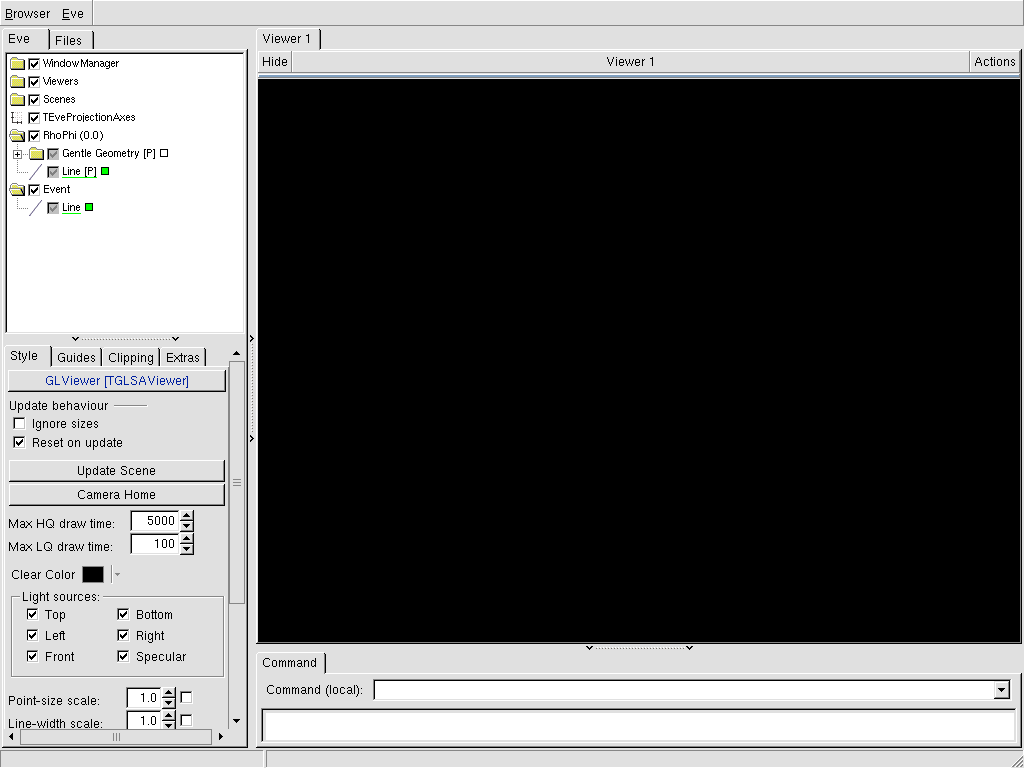 Browser Eve
Eve Files
WindowManager
Viewers
Scenes
TEveProjectionAxes
RhoPhi (0.0)
Gentle Geometry [P]
Line [P]
Event
Line
Style Guides Clipping Extras
GLViewer [TGLSAViewer]
Update behaviour
Ignore sizes
Reset on update
Update Scene
Camera Home
Max HQ draw time: 5000
Max LQ draw time: 100
Clear Color
Light sources:
Top Bottom
Left Right
Front Specular
Point-size scale: 1.0
Line-width scale: 1.0
Viewer 1
Hide Viewer 1 Actions
Command
Command (local):